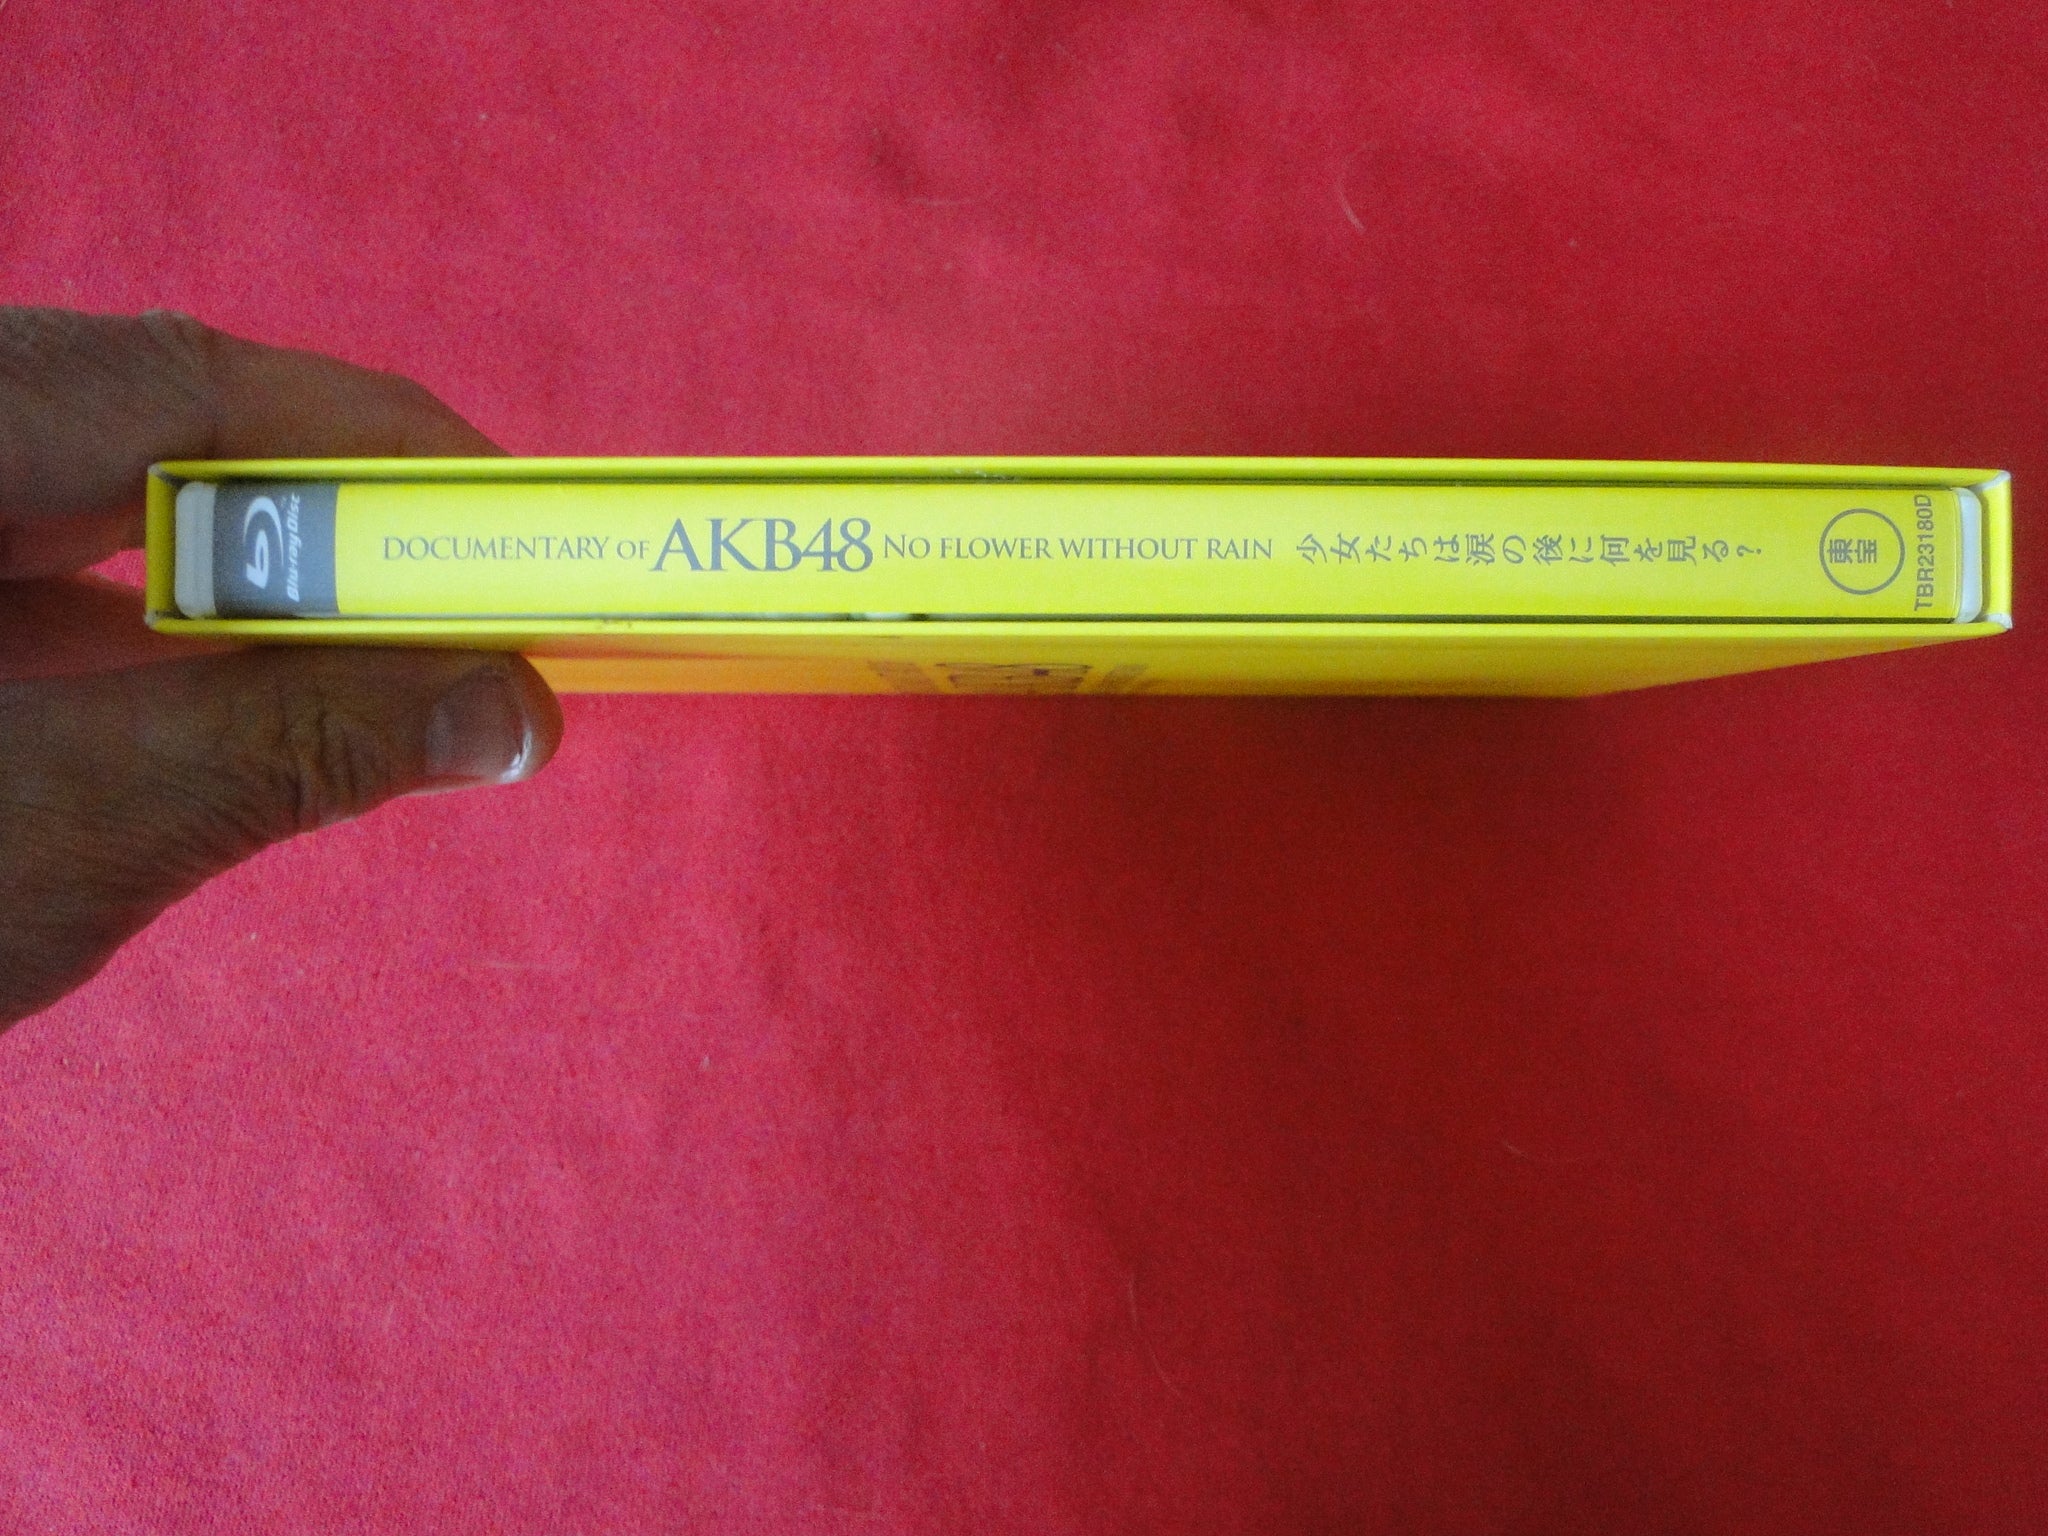 Blu-ray Disc
DOCUMENTARY OF AKB48 NO FLOWER WITHOUT RAIN 少女たちは涙の後に何を見る?
東宝
TBR23180D